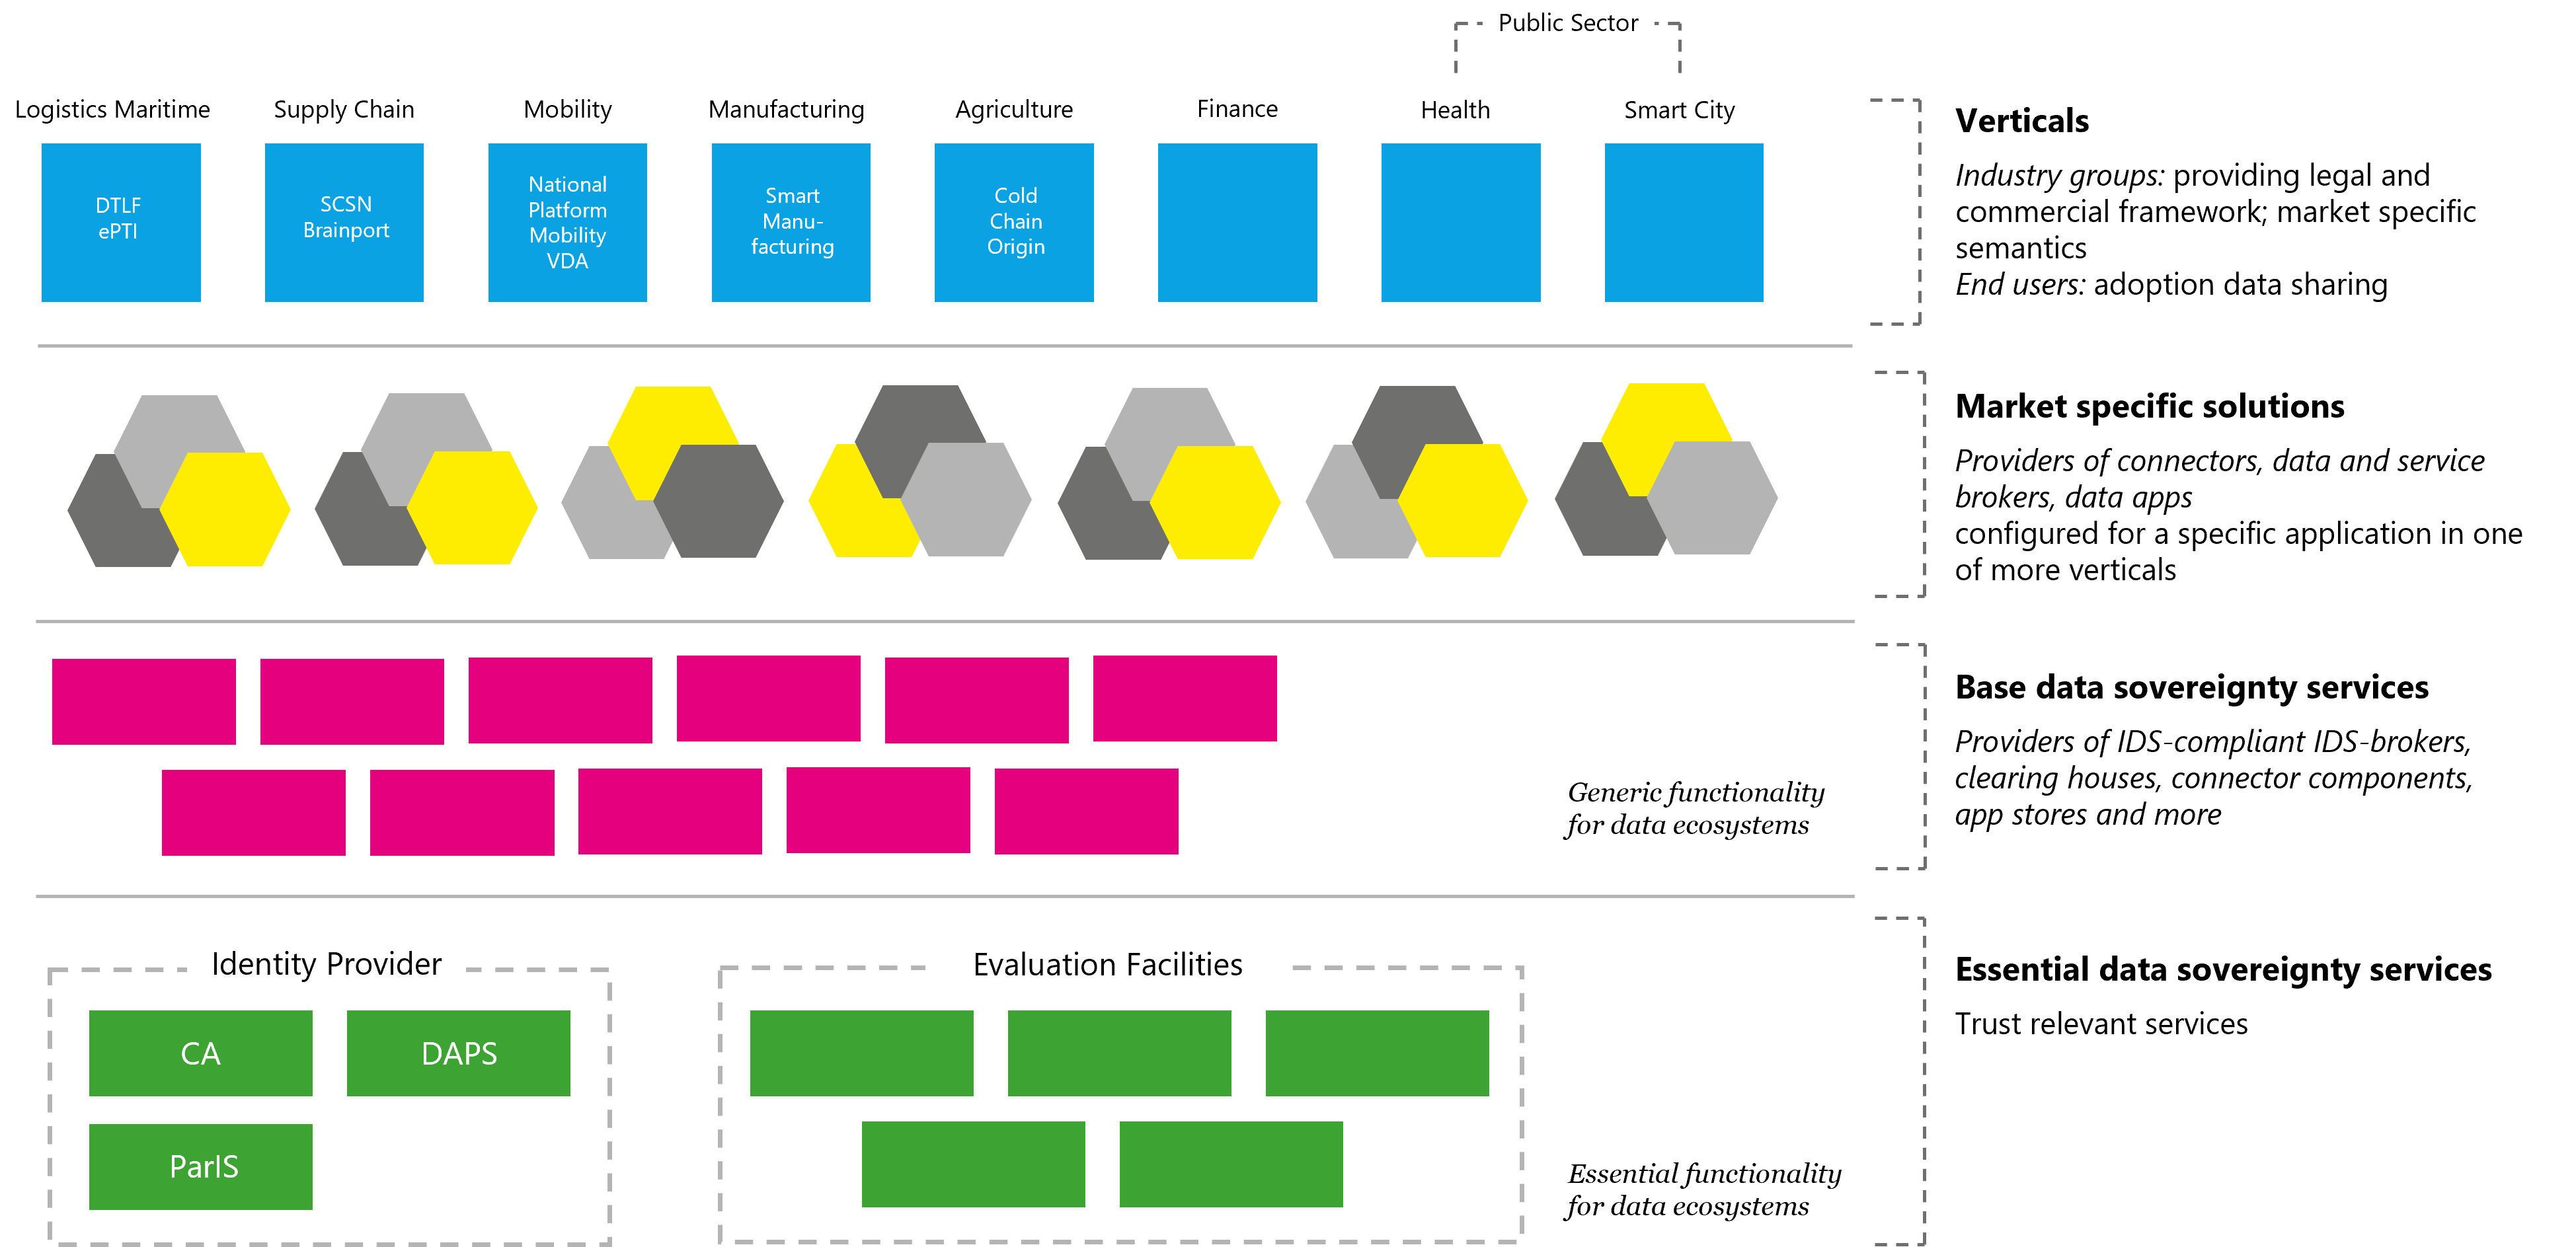 Public Sector
Logistics Maritime
Supply Chain
Mobility
Manufacturing
Agriculture
Finance
Health
Smart City
DTLF
ePTI
SCSN
Brainport
National
Platform
Mobility
VDA
Smart
Manu-
facturing
Cold
Chain
Origin
Verticals
Industry groups: providing legal and
commercial framework; market specific
semantics
End users: adoption data sharing
Market specific solutions
Providers of connectors, data and service
brokers, data apps
configured for a specific application in one
of more verticals
Generic functionality
for data ecosystems
Base data sovereignty services
Providers of IDS-compliant IDS-brokers,
clearing houses, connector components,
app stores and more
Identity Provider
CA
DAPS
ParIS
Evaluation Facilities
Essential functionality
for data ecosystems
Essential data sovereignty services
Trust relevant services